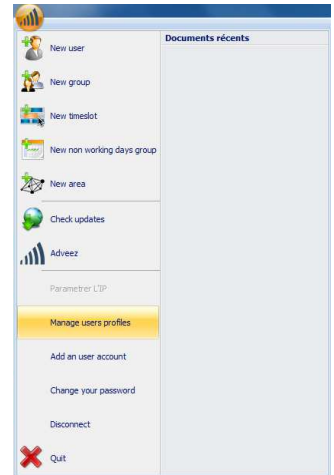 Documents récents
New user
New group
New timeslot
New non working days group
New area
Check updates
Adveez
Parametrer L'IP
Manage users profiles
Add an user account
Change your password
Disconnect
Quit